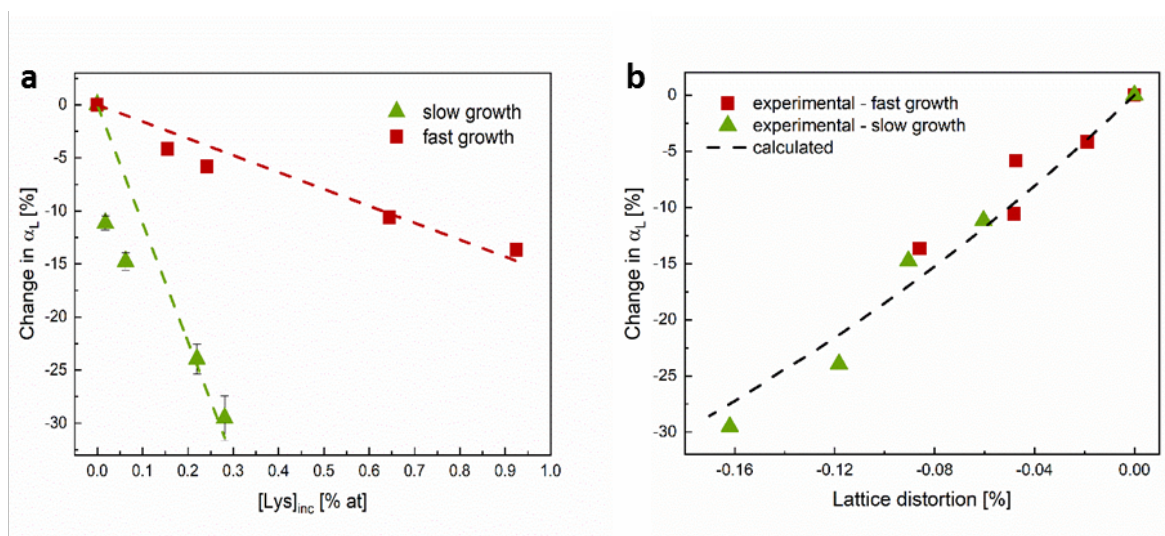 a
0
-5
-10
-15
-20
-25
-30
Change in αL [%]
slow growth
fast growth
0.0 0.1 0.2 0.3 0.4 0.5 0.6 0.7 0.8 0.9 1.0
[Lys]inc [% at]
b
0
-5
-10
-15
-20
-25
-30
Change in αL [%]
experimental - fast growth
experimental - slow growth
calculated
-0.16 -0.12 -0.08 -0.04 0.00
Lattice distortion [%]